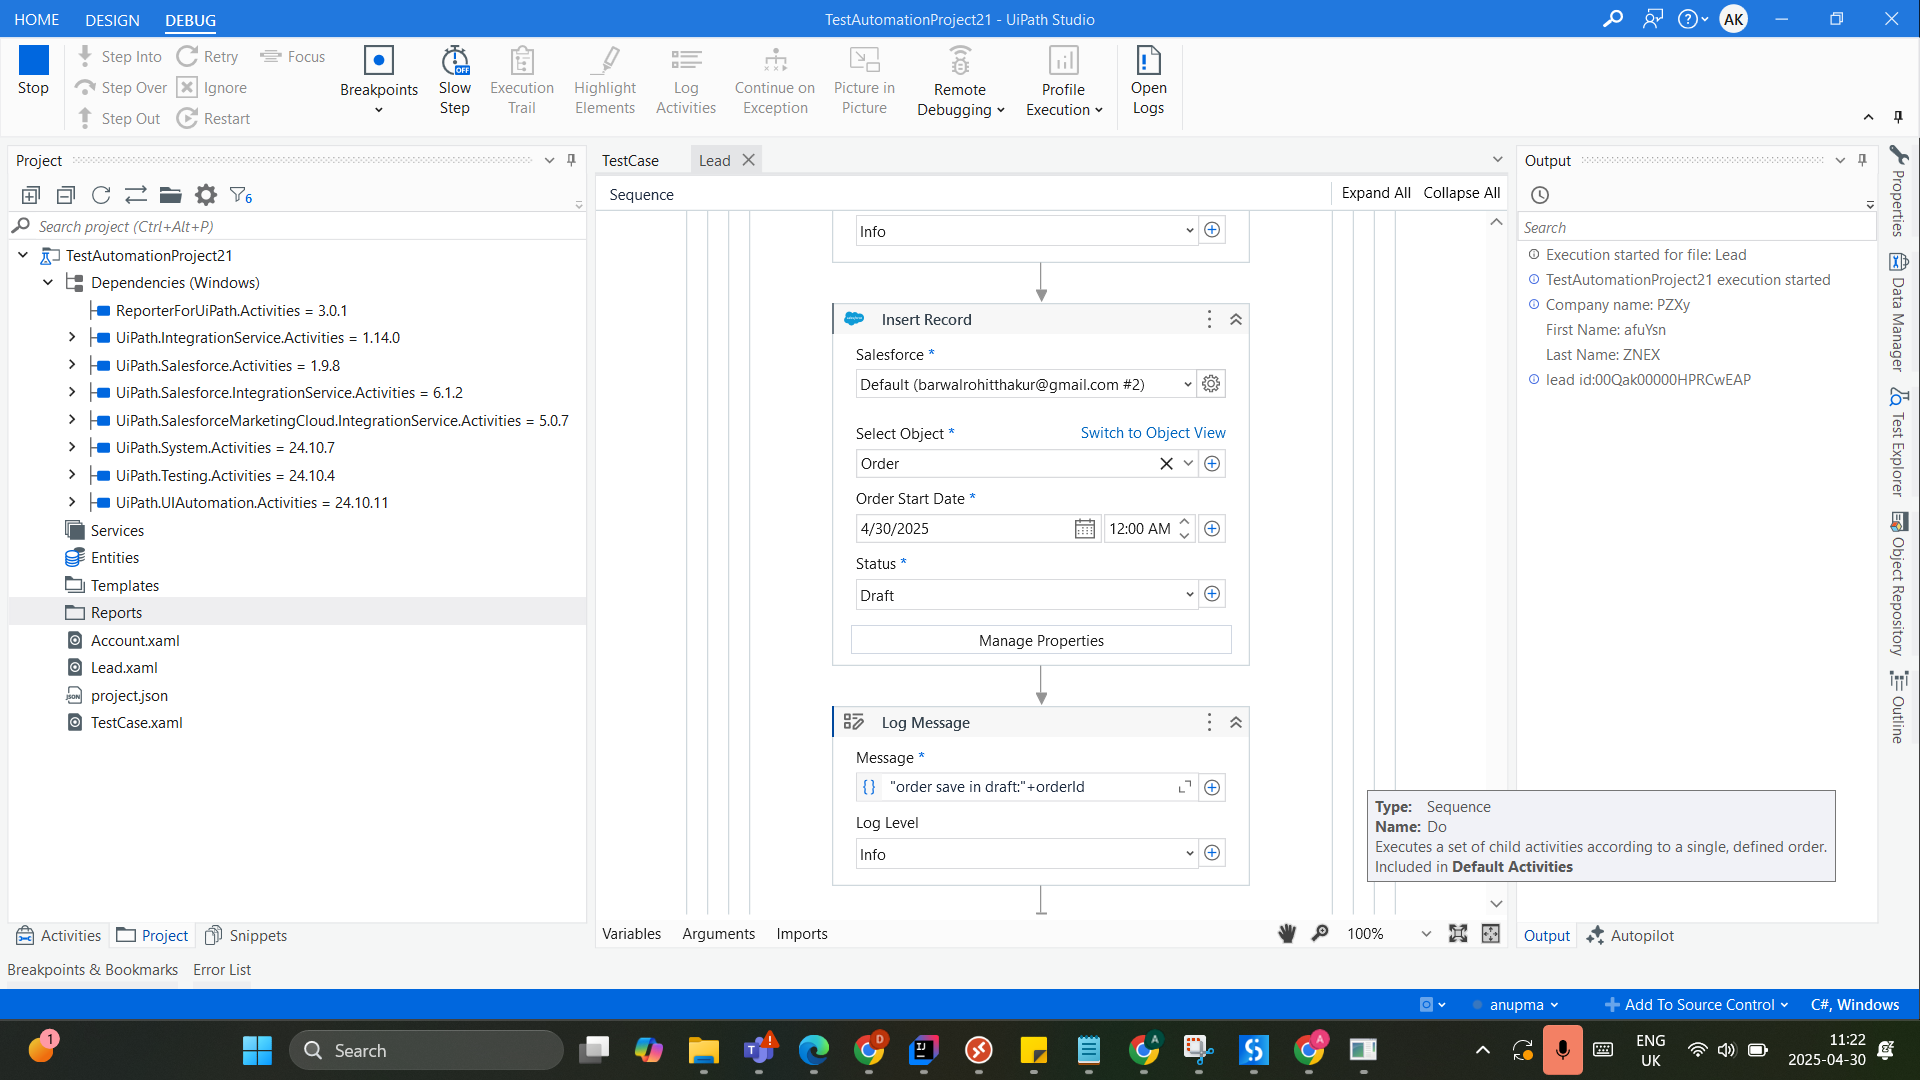 HOME DESIGN DEBUG
TestAutomationProject21 - UiPath Studio
AK
Stop
Step Into
Step Over
Step Out
Retry
Ignore
Restart
Focus
Breakpoints
OFF
Slow Step
Execution Trail
Highlight Elements
Log Activities
Continue on Exception
Picture in Picture
Remote Debugging
Profile Execution
Open Logs
Project
6
Search project (Ctrl+Alt+P)
TestAutomationProject21
Dependencies (Windows)
ReporterForUiPath.Activities = 3.0.1
UiPath.IntegrationService.Activities = 1.14.0
UiPath.Salesforce.Activities = 1.9.8
UiPath.Salesforce.IntegrationService.Activities = 6.1.2
UiPath.SalesforceMarketingCloud.IntegrationService.Activities = 5.0.7
UiPath.System.Activities = 24.10.7
UiPath.Testing.Activities = 24.10.4
UiPath.UIAutomation.Activities = 24.10.11
Services
Entities
Templates
Reports
Account.xaml
Lead.xaml
project.json
TestCase.xaml
Activities Project Snippets
TestCase Lead
Sequence
Expand All Collapse All
Info
Insert Record
Salesforce *
Default (barwalrohitthakur@gmail.com #2)
Select Object *
Switch to Object View
Order
Order Start Date *
4/30/2025
12:00 AM
Status *
Draft
Manage Properties
Log Message
Message *
{} "order save in draft:"+orderId
Log Level
Info
Type: Sequence
Name: Do
Executes a set of child activities according to a single, defined order.
Included in Default Activities
Variables Arguments Imports
100%
Output
Search
Execution started for file: Lead
TestAutomationProject21 execution started
Company name: PZXy
First Name: afuYsn
Last Name: ZNEX
lead id:00Qak00000HPRCwEAP
Output Autopilot
Properties
Data Manager
Test Explorer
Object Repository
Outline
Breakpoints & Bookmarks Error List
anupma
Add To Source Control
C#, Windows
1
Search
D
A
A
ENG
UK
11:22
2025-04-30